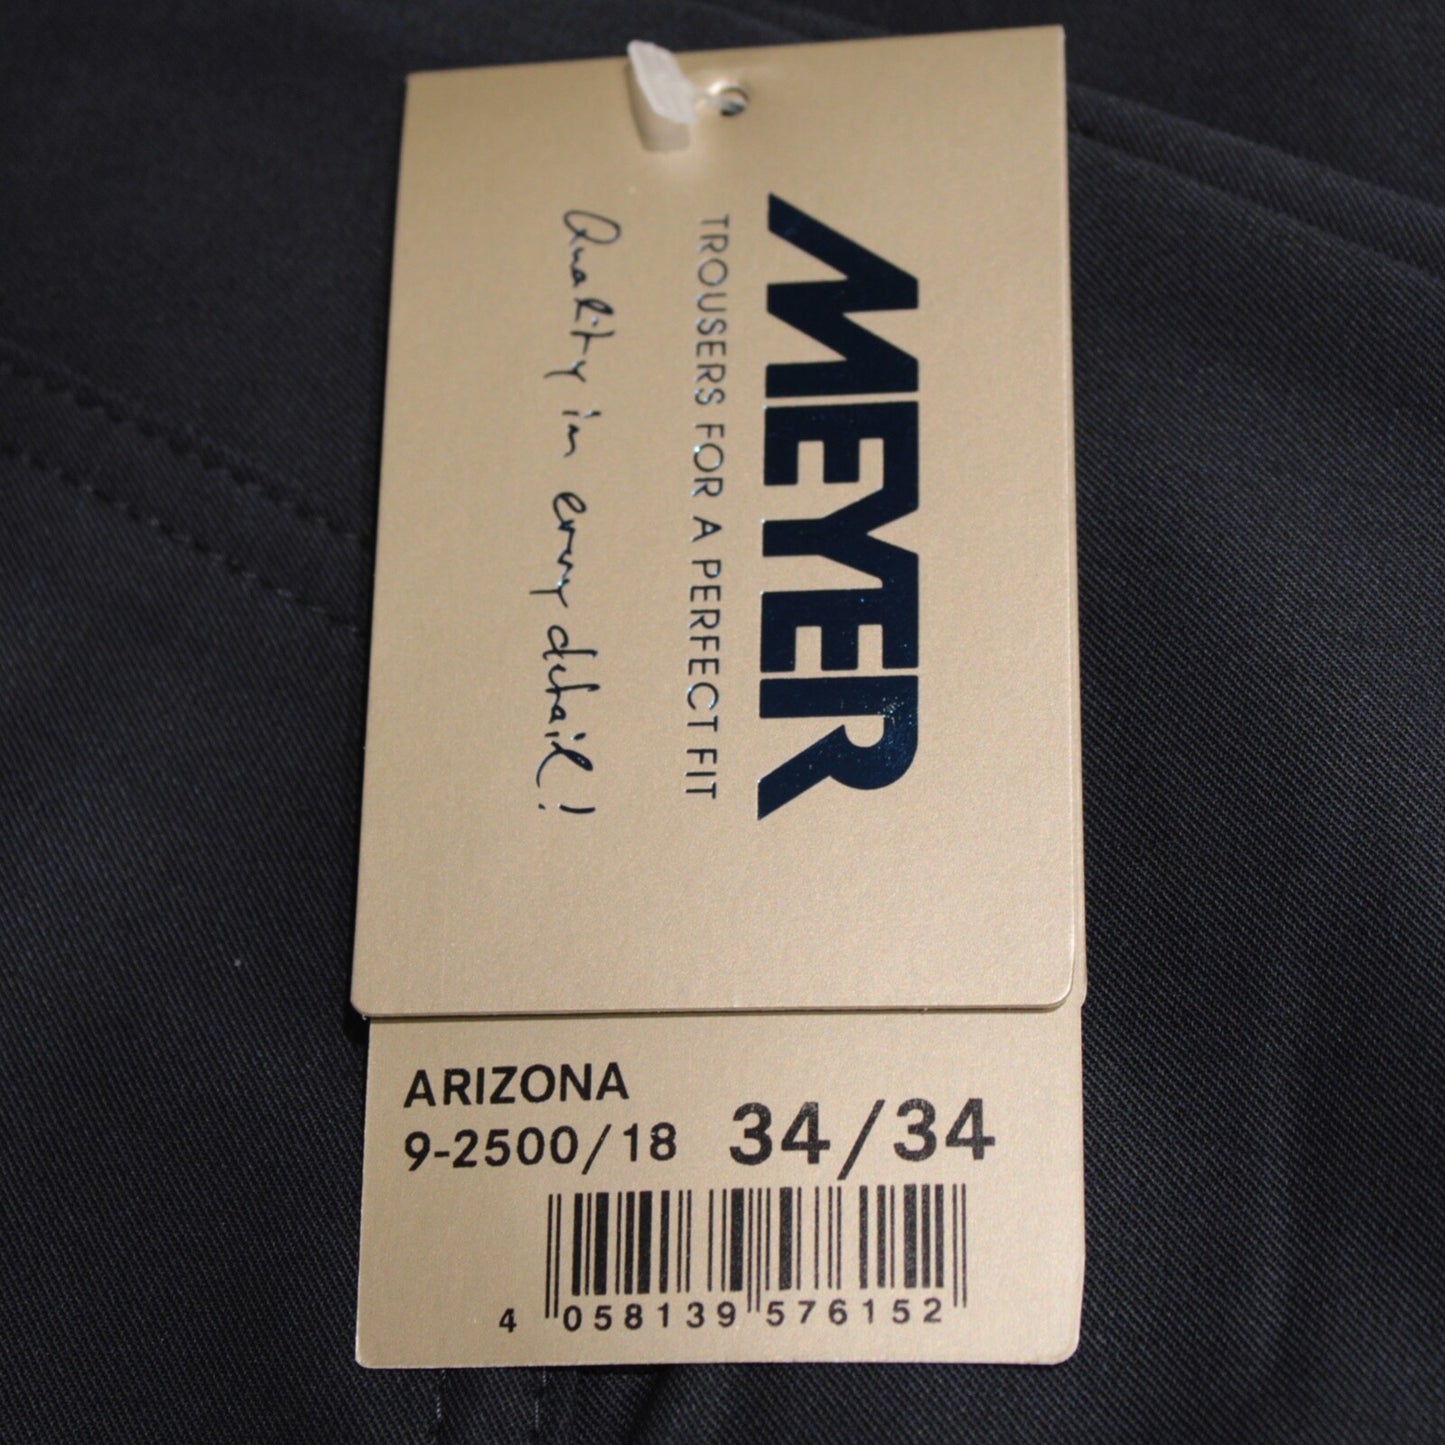 MEYER
TROUSERS FOR A PERFECT FIT
Quality in every detail!
ARIZONA
9-2500/18 34/34
4 058139 576152